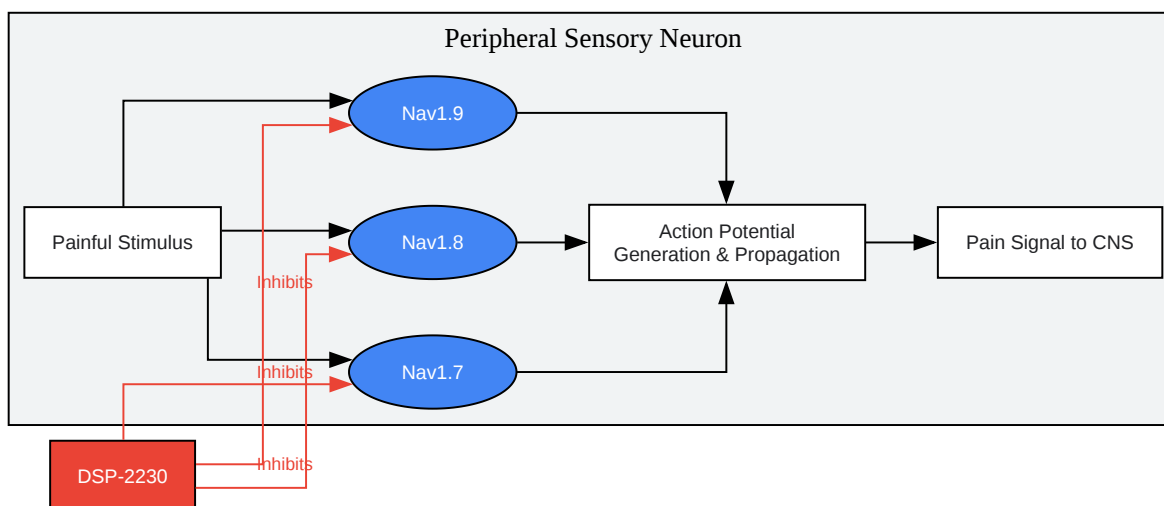 Peripheral Sensory Neuron
Nav1.9
Painful Stimulus
Nav1.8
Action Potential
Generation & Propagation
Pain Signal to CNS
Inhibits
Inhibits
Nav1.7
Inhibits
DSP-2230